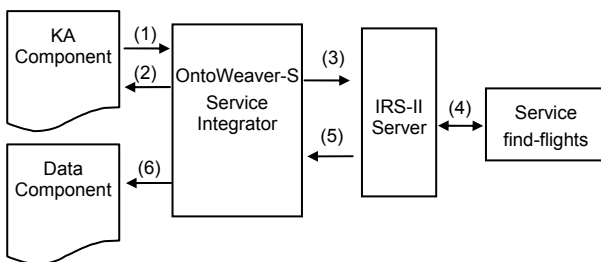 KA
Component
(1)
(2)
OntoWeaver-S
Service
Integrator
(3)
(5)
IRS-II
Server
(4)
Service
find-flights
Data
Component
(6)